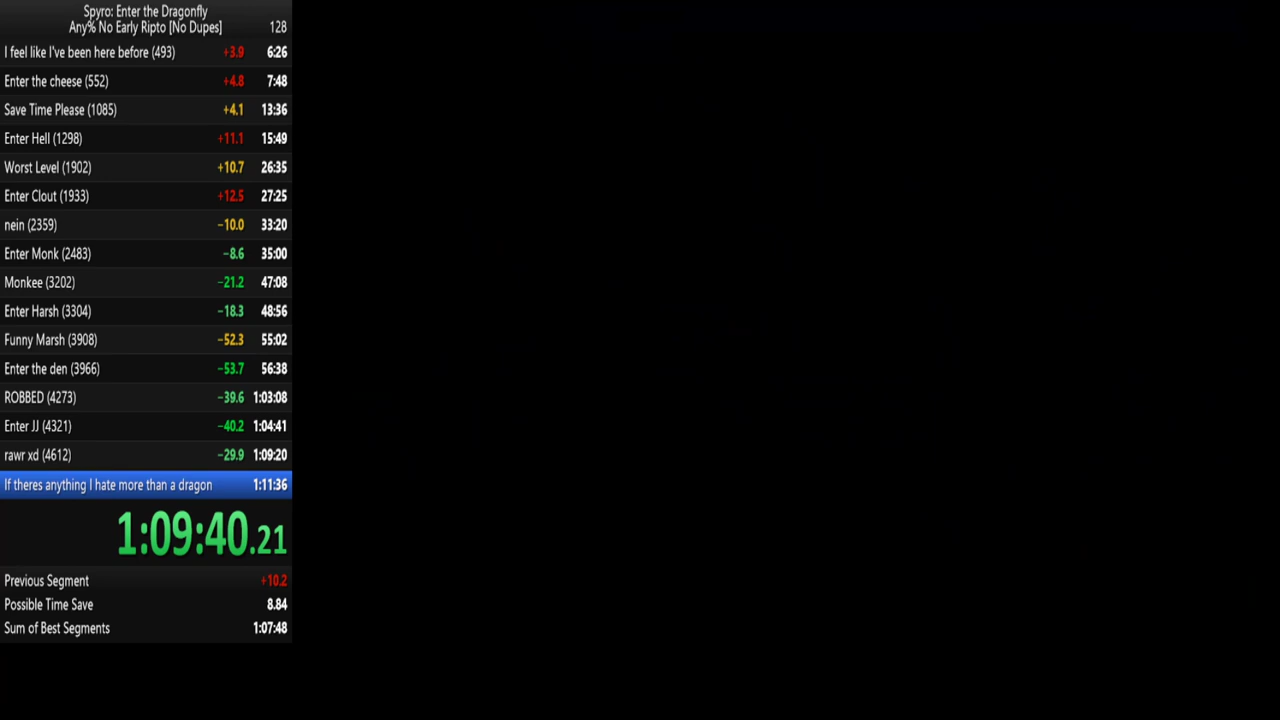 Spyro: Enter the Dragonfly
Any% No Early Ripto [No Dupes] 128
I feel like I've been here before (493) +3.9 6:26
Enter the cheese (552) +4.8 7:48
Save Time Please (1085) +4.1 13:36
Enter Hell (1298) +11.1 15:49
Worst Level (1902) +10.7 26:35
Enter Clout (1933) +12.5 27:25
nein (2359) −10.0 33:20
Enter Monk (2483) −8.6 35:00
Monkee (3202) −21.2 47:08
Enter Harsh (3304) −18.3 48:56
Funny Marsh (3908) −52.3 55:02
Enter the den (3966) −53.7 56:38
ROBBED (4273) −39.6 1:03:08
Enter JJ (4321) −40.2 1:04:41
rawr xd (4612) −29.9 1:09:20
If theres anything I hate more than a dragon 1:11:36
1:09:40.21
Previous Segment +10.2
Possible Time Save 8.84
Sum of Best Segments 1:07:48